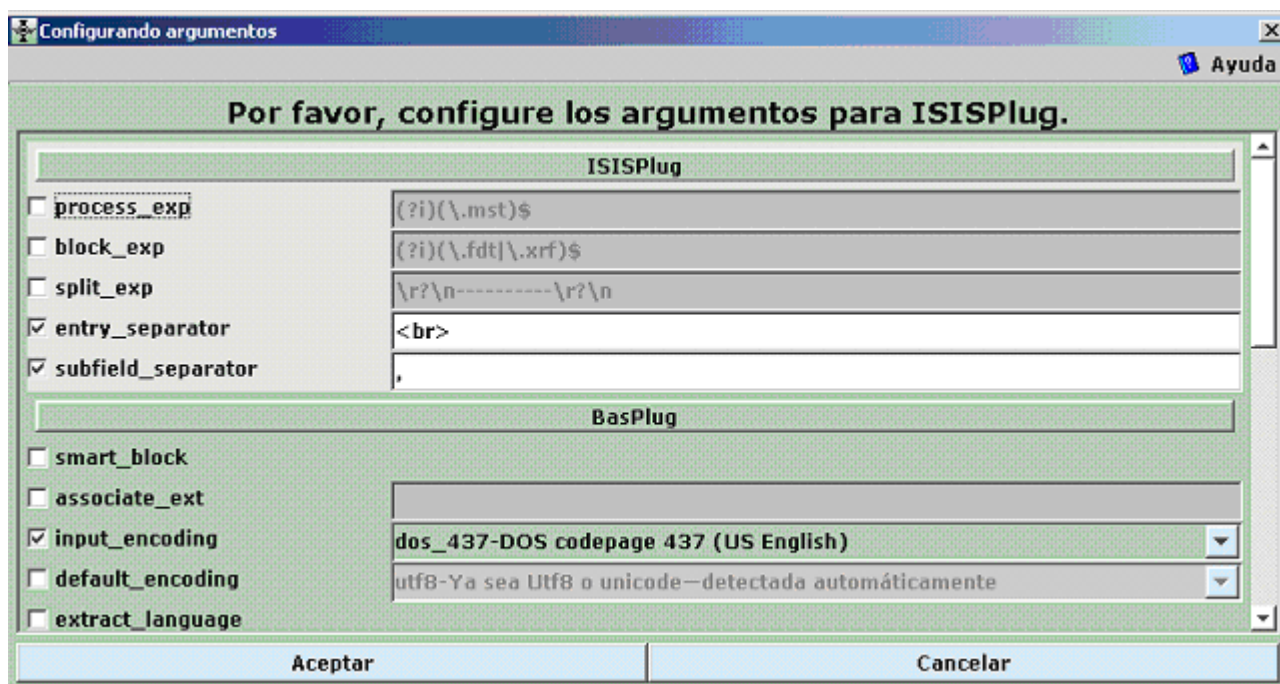 Configurando argumentos
Ayuda
Por favor, configure los argumentos para ISISPlug.
ISISPlug
process_exp (?i)(\.mst)$
block_exp (?i)(\.fdt|\.xrf)$
split_exp \r?\n----------\r?\n
entry_separator <br>
subfield_separator ,
BasPlug
smart_block
associate_ext
input_encoding dos_437-DOS codepage 437 (US English)
default_encoding utf8-Ya sea Utf8 o unicode—detectada automáticamente
extract_language
Aceptar Cancelar